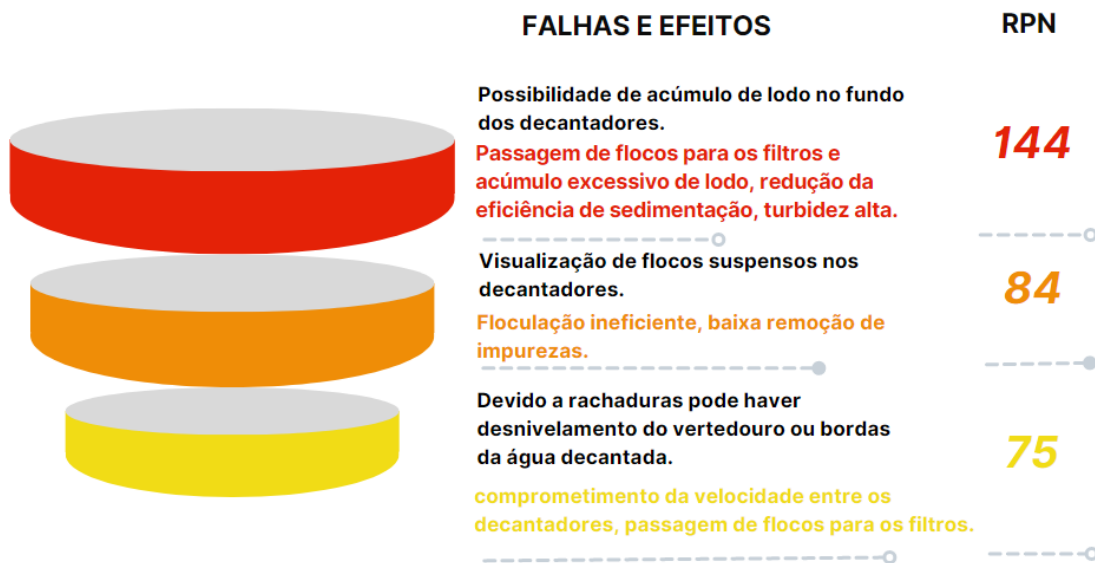 FALHAS E EFEITOS
RPN
Possibilidade de acúmulo de lodo no fundo
dos decantadores.
Passagem de flocos para os filtros e
acúmulo excessivo de lodo, redução da
eficiência de sedimentação, turbidez alta.
144
Visualização de flocos suspensos nos
decantadores.
Floculação ineficiente, baixa remoção de
impurezas.
84
Devido a rachaduras pode haver
desnivelamento do vertedouro ou bordas
da água decantada.
comprometimento da velocidade entre os
decantadores, passagem de flocos para os filtros.
75